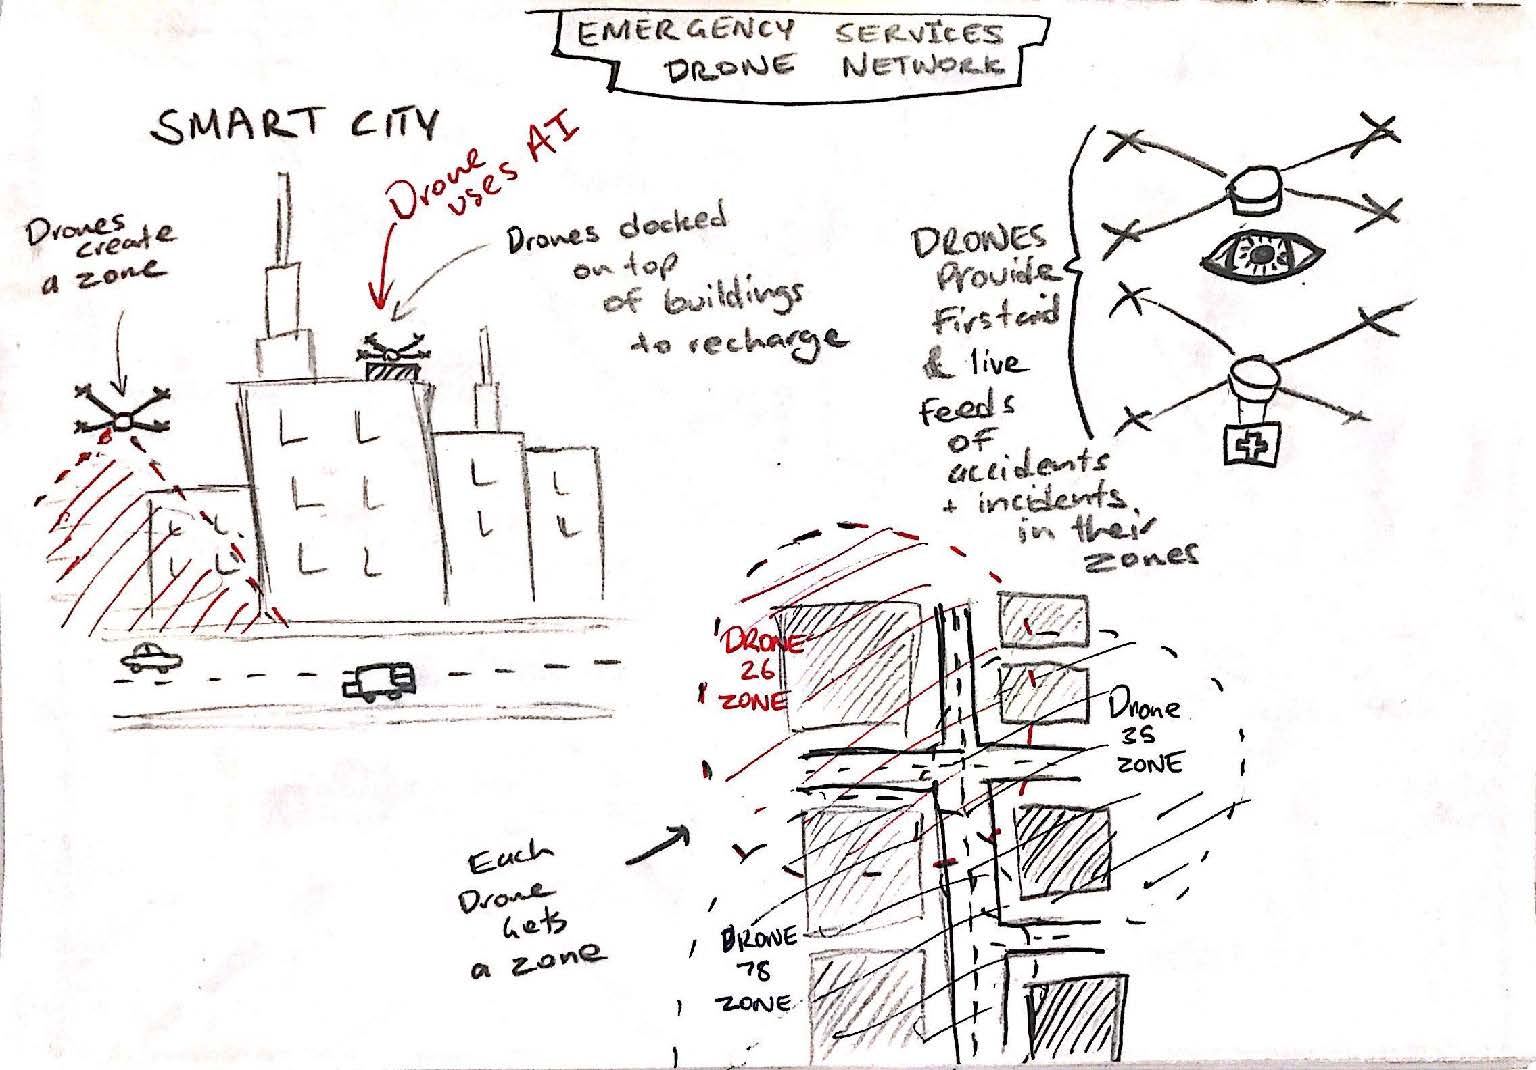 EMERGENCY SERVICES
DRONE NETWORK
SMART CITY
Drone
uses AI
Drones
create
a zone
Drones docked
on top
of buildings
to recharge
DRONES
Provide
First aid
& live
Feeds
of
accidents
+ incidents
in their
zones
DRONE
26
ZONE
Drone
35
ZONE
Each
Drone
gets
a zone
DRONE
78
ZONE